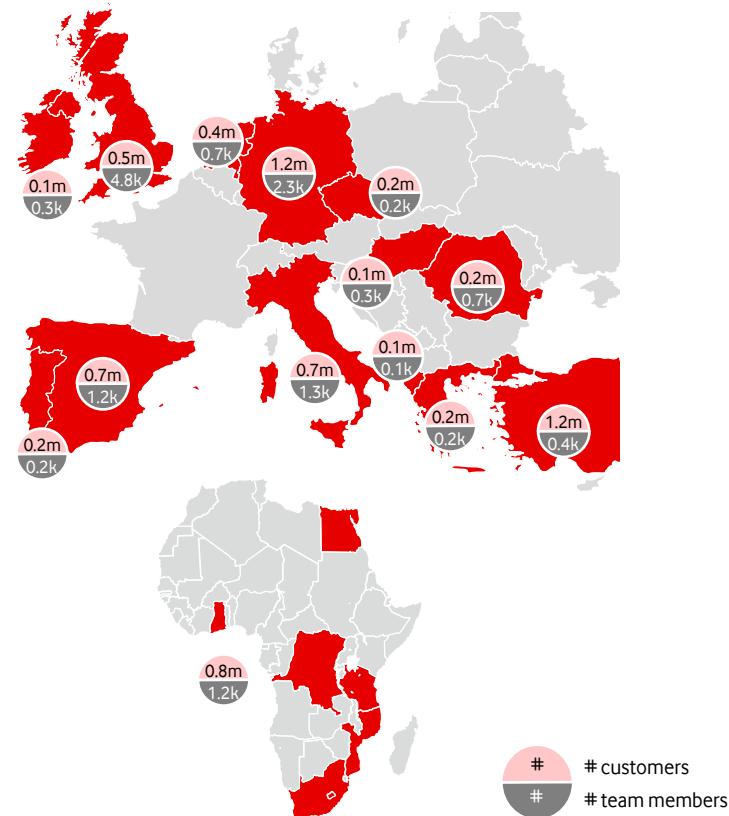 0.4m
0.7k
0.5m
4.8k
1.2m
2.3k
0.1m
0.3k
0.2m
0.2k
0.1m
0.3k
0.2m
0.7k
0.7m
1.2k
0.7m
1.3k
0.1m
0.1k
0.2m
0.2k
1.2m
0.4k
0.2m
0.2k
0.8m
1.2k
#
# customers
#
# team members